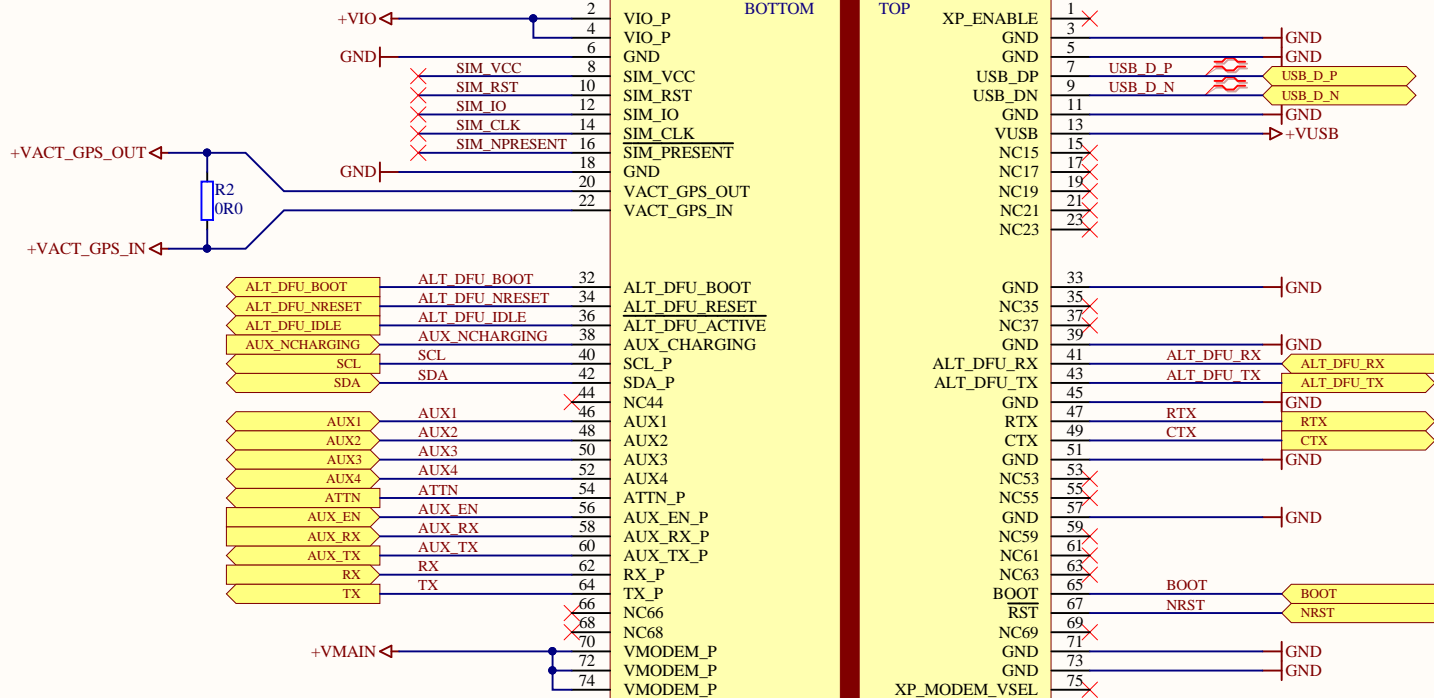 BOTTOM TOP
+VIO 2 VIO_P XP_ENABLE 1
4 VIO_P GND 3 GND
GND 6 GND GND 5 GND
SIM_VCC 8 SIM_VCC USB_DP 7 USB_D_P USB_D_P
SIM_RST 10 SIM_RST USB_DN 9 USB_D_N USB_D_N
SIM_IO 12 SIM_IO GND 11 GND
SIM_CLK 14 SIM_CLK VUSB 13 +VUSB
+VACT_GPS_OUT SIM_NPRESENT 16 SIM_PRESENT NC15 15
GND 18 GND NC17 17
R2 20 VACT_GPS_OUT NC19 19
0R0 22 VACT_GPS_IN NC21 21
NC23 23
+VACT_GPS_IN
ALT_DFU_BOOT ALT_DFU_BOOT 32 ALT_DFU_BOOT GND 33 GND
ALT_DFU_NRESET ALT_DFU_NRESET 34 ALT_DFU_RESET NC35 35
ALT_DFU_IDLE ALT_DFU_IDLE 36 ALT_DFU_ACTIVE NC37 37
AUX_NCHARGING AUX_NCHARGING 38 AUX_CHARGING GND 39 GND
SCL SCL 40 SCL_P ALT_DFU_RX 41 ALT_DFU_RX ALT_DFU_RX
SDA SDA 42 SDA_P ALT_DFU_TX 43 ALT_DFU_TX ALT_DFU_TX
44 NC44 GND 45 GND
AUX1 AUX1 46 AUX1 RTX 47 RTX RTX
AUX2 AUX2 48 AUX2 CTX 49 CTX CTX
AUX3 AUX3 50 AUX3 GND 51 GND
AUX4 AUX4 52 AUX4 NC53 53
ATTN ATTN 54 ATTN_P NC55 55
AUX_EN AUX_EN 56 AUX_EN_P GND 57 GND
AUX_RX AUX_RX 58 AUX_RX_P NC59 59
AUX_TX AUX_TX 60 AUX_TX_P NC61 61
RX RX 62 RX_P NC63 63
TX TX 64 TX_P BOOT 65 BOOT BOOT
66 NC66 RST 67 NRST NRST
68 NC68 NC69 69
+VMAIN 70 VMODEM_P GND 71 GND
72 VMODEM_P GND 73 GND
74 VMODEM_P XP_MODEM_VSEL 75